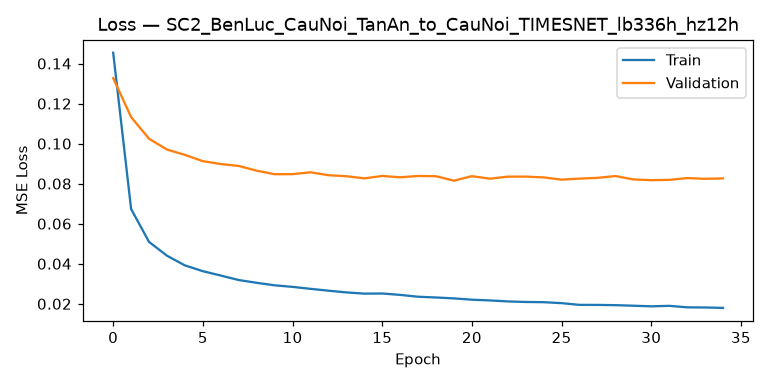 Loss — SC2_BenLuc_CauNoi_TanAn_to_CauNoi_TIMESNET_lb336h_hz12h
Train
Validation
MSE Loss
0.14
0.12
0.10
0.08
0.06
0.04
0.02
0 5 10 15 20 25 30 35
Epoch